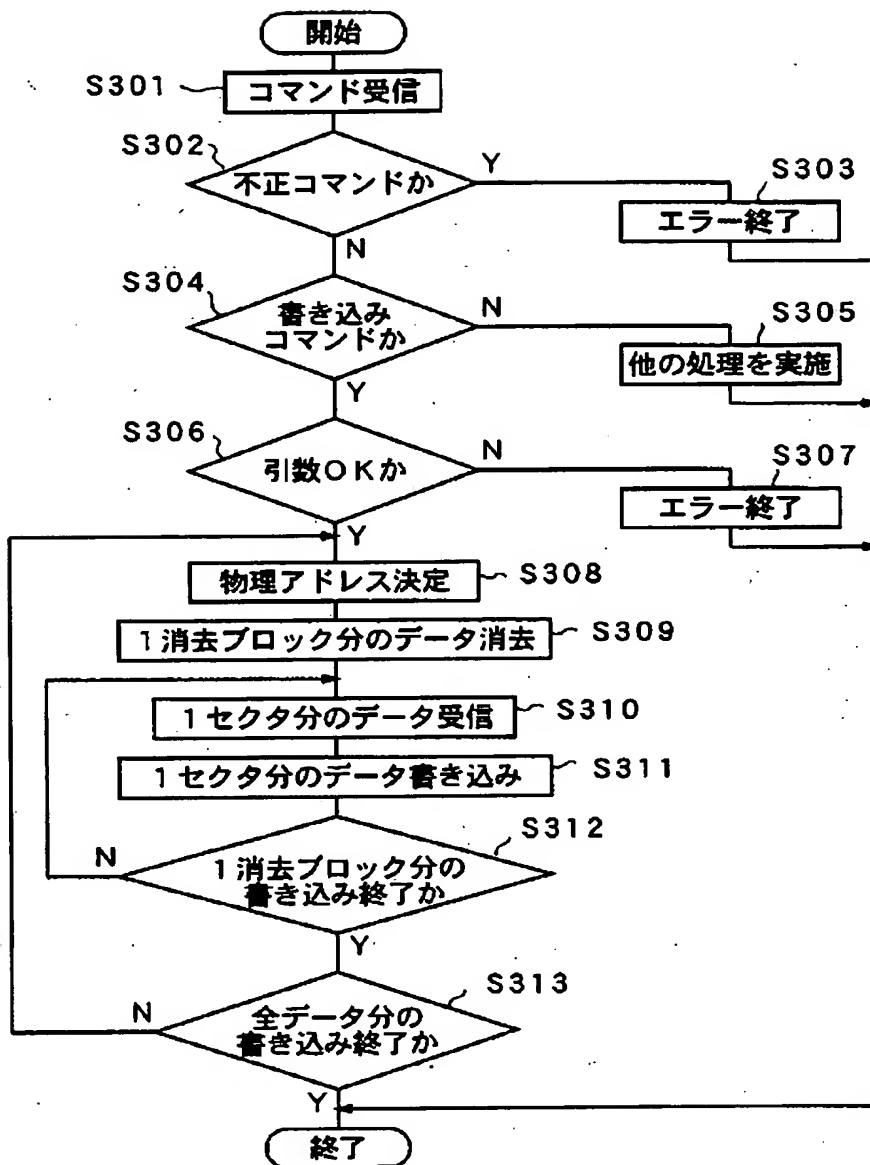 開始
S301
コマンド受信
S302
不正コマンドか
Y
S303
エラー終了
N
S304
書き込み
コマンドか
N
S305
他の処理を実施
Y
S306
引数OKか
N
S307
エラー終了
Y
物理アドレス決定
S308
1消去ブロック分のデータ消去
S309
1セクタ分のデータ受信
S310
1セクタ分のデータ書き込み
S311
S312
N
1消去ブロック分の
書き込み終了か
Y
S313
N
全データ分の
書き込み終了か
Y
終了